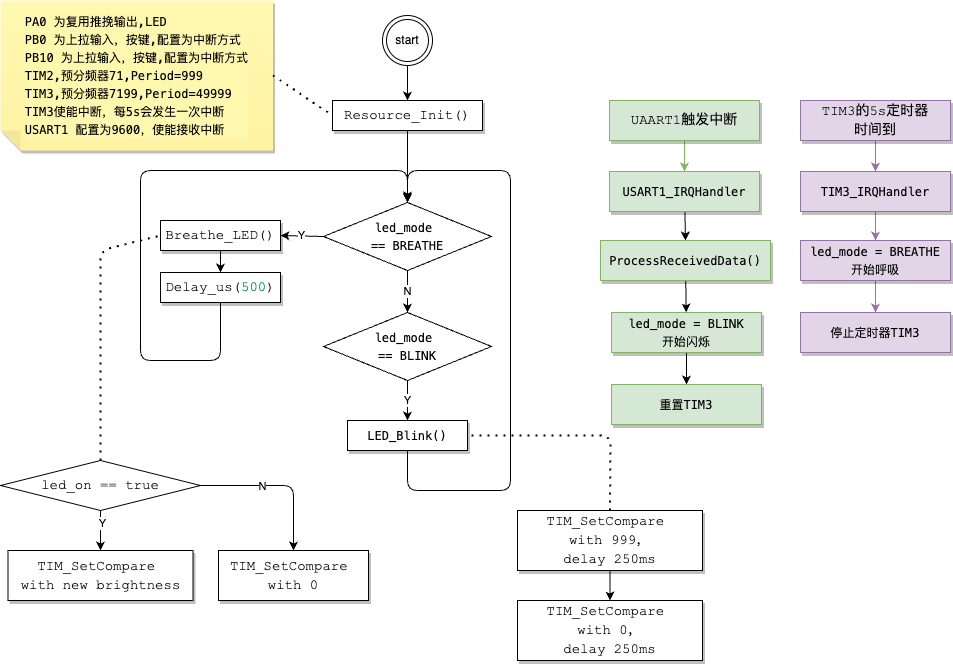 PA0 为复用推挽输出,LED
PB0 为上拉输入，按键,配置为中断方式
PB10 为上拉输入，按键,配置为中断方式
TIM2,预分频器71,Period=999
TIM3,预分频器7199,Period=49999
TIM3使能中断，每5s会发生一次中断
USART1 配置为9600，使能接收中断
start
Resource_Init()
led_mode
== BREATHE
Y
Breathe_LED()
Delay_us(500)
N
led_mode
== BLINK
Y
LED_Blink()
led_on == true
N
Y
TIM_SetCompare
with new brightness
TIM_SetCompare
with 0
TIM_SetCompare
with 999,
delay 250ms
TIM_SetCompare
with 0,
delay 250ms
UAART1触发中断
USART1_IRQHandler
ProcessReceivedData()
led_mode = BLINK
开始闪烁
重置TIM3
TIM3的5s定时器
时间到
TIM3_IRQHandler
led_mode = BREATHE
开始呼吸
停止定时器TIM3